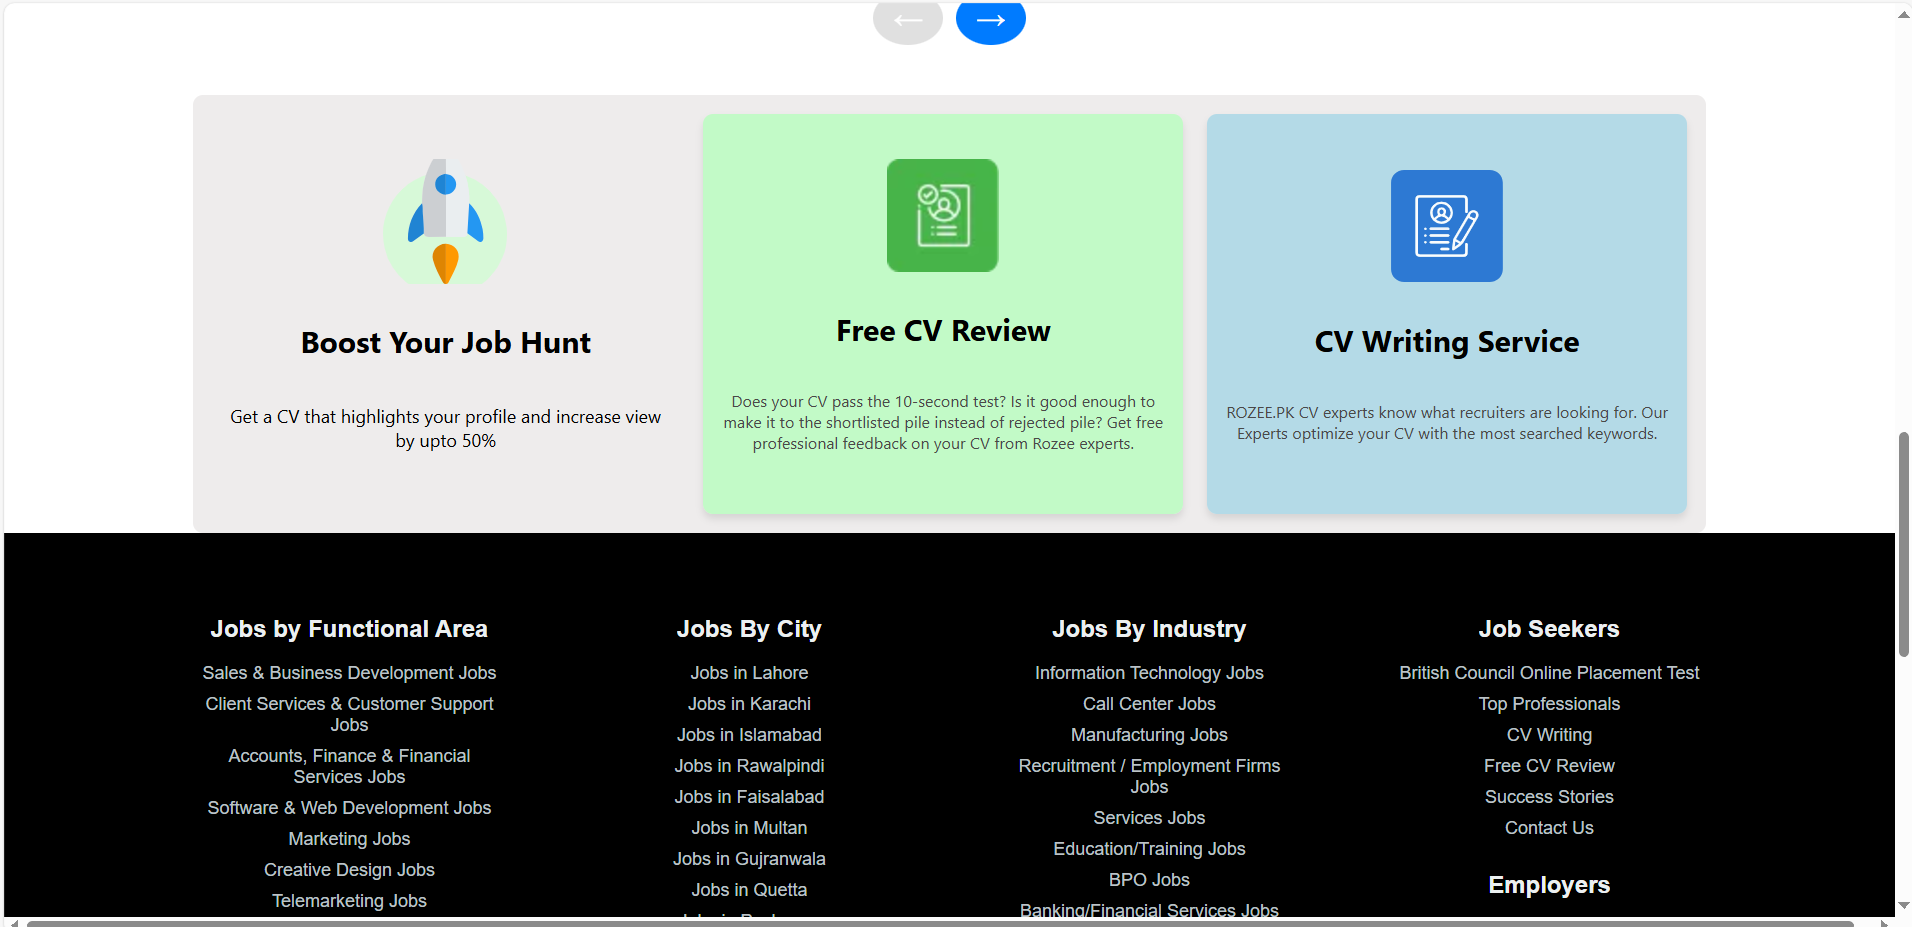 Boost Your Job Hunt
Get a CV that highlights your profile and increase view
by upto 50%
Free CV Review
Does your CV pass the 10-second test? Is it good enough to
make it to the shortlisted pile instead of rejected pile? Get free
professional feedback on your CV from Rozee experts.
CV Writing Service
ROZEE.PK CV experts know what recruiters are looking for. Our
Experts optimize your CV with the most searched keywords.
Jobs by Functional Area
Sales & Business Development Jobs
Client Services & Customer Support
Jobs
Accounts, Finance & Financial
Services Jobs
Software & Web Development Jobs
Marketing Jobs
Creative Design Jobs
Telemarketing Jobs
Jobs By City
Jobs in Lahore
Jobs in Karachi
Jobs in Islamabad
Jobs in Rawalpindi
Jobs in Faisalabad
Jobs in Multan
Jobs in Gujranwala
Jobs in Quetta
Jobs By Industry
Information Technology Jobs
Call Center Jobs
Manufacturing Jobs
Recruitment / Employment Firms
Jobs
Services Jobs
Education/Training Jobs
BPO Jobs
Banking/Financial Services Jobs
Job Seekers
British Council Online Placement Test
Top Professionals
CV Writing
Free CV Review
Success Stories
Contact Us
Employers